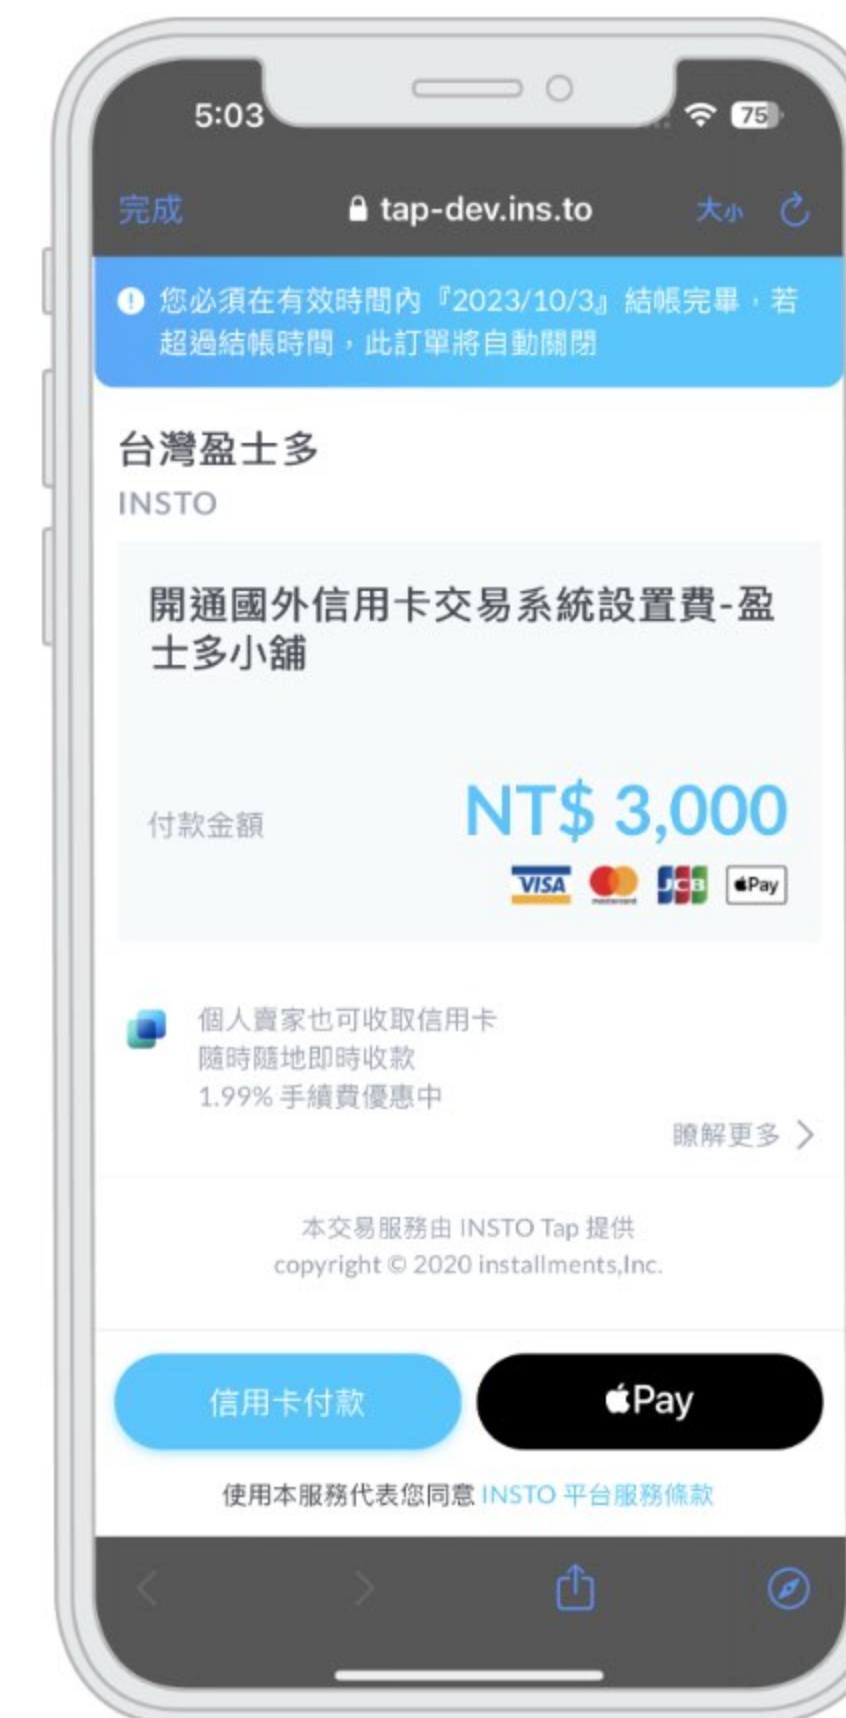 5:03
75
完成
tap-dev.ins.to
大小
您必須在有效時間內『2023/10/3』結帳完畢，若
超過結帳時間，此訂單將自動關閉
台灣盈士多
INSTO
開通國外信用卡交易系統設置費-盈
士多小舖
付款金額
NT$ 3,000
VISA
mastercard
JCB
Pay
個人賣家也可收取信用卡
隨時隨地即時收款
1.99% 手續費優惠中
瞭解更多
本交易服務由 INSTO Tap 提供
copyright © 2020 installments,Inc.
信用卡付款
Pay
使用本服務代表您同意 INSTO 平台服務條款